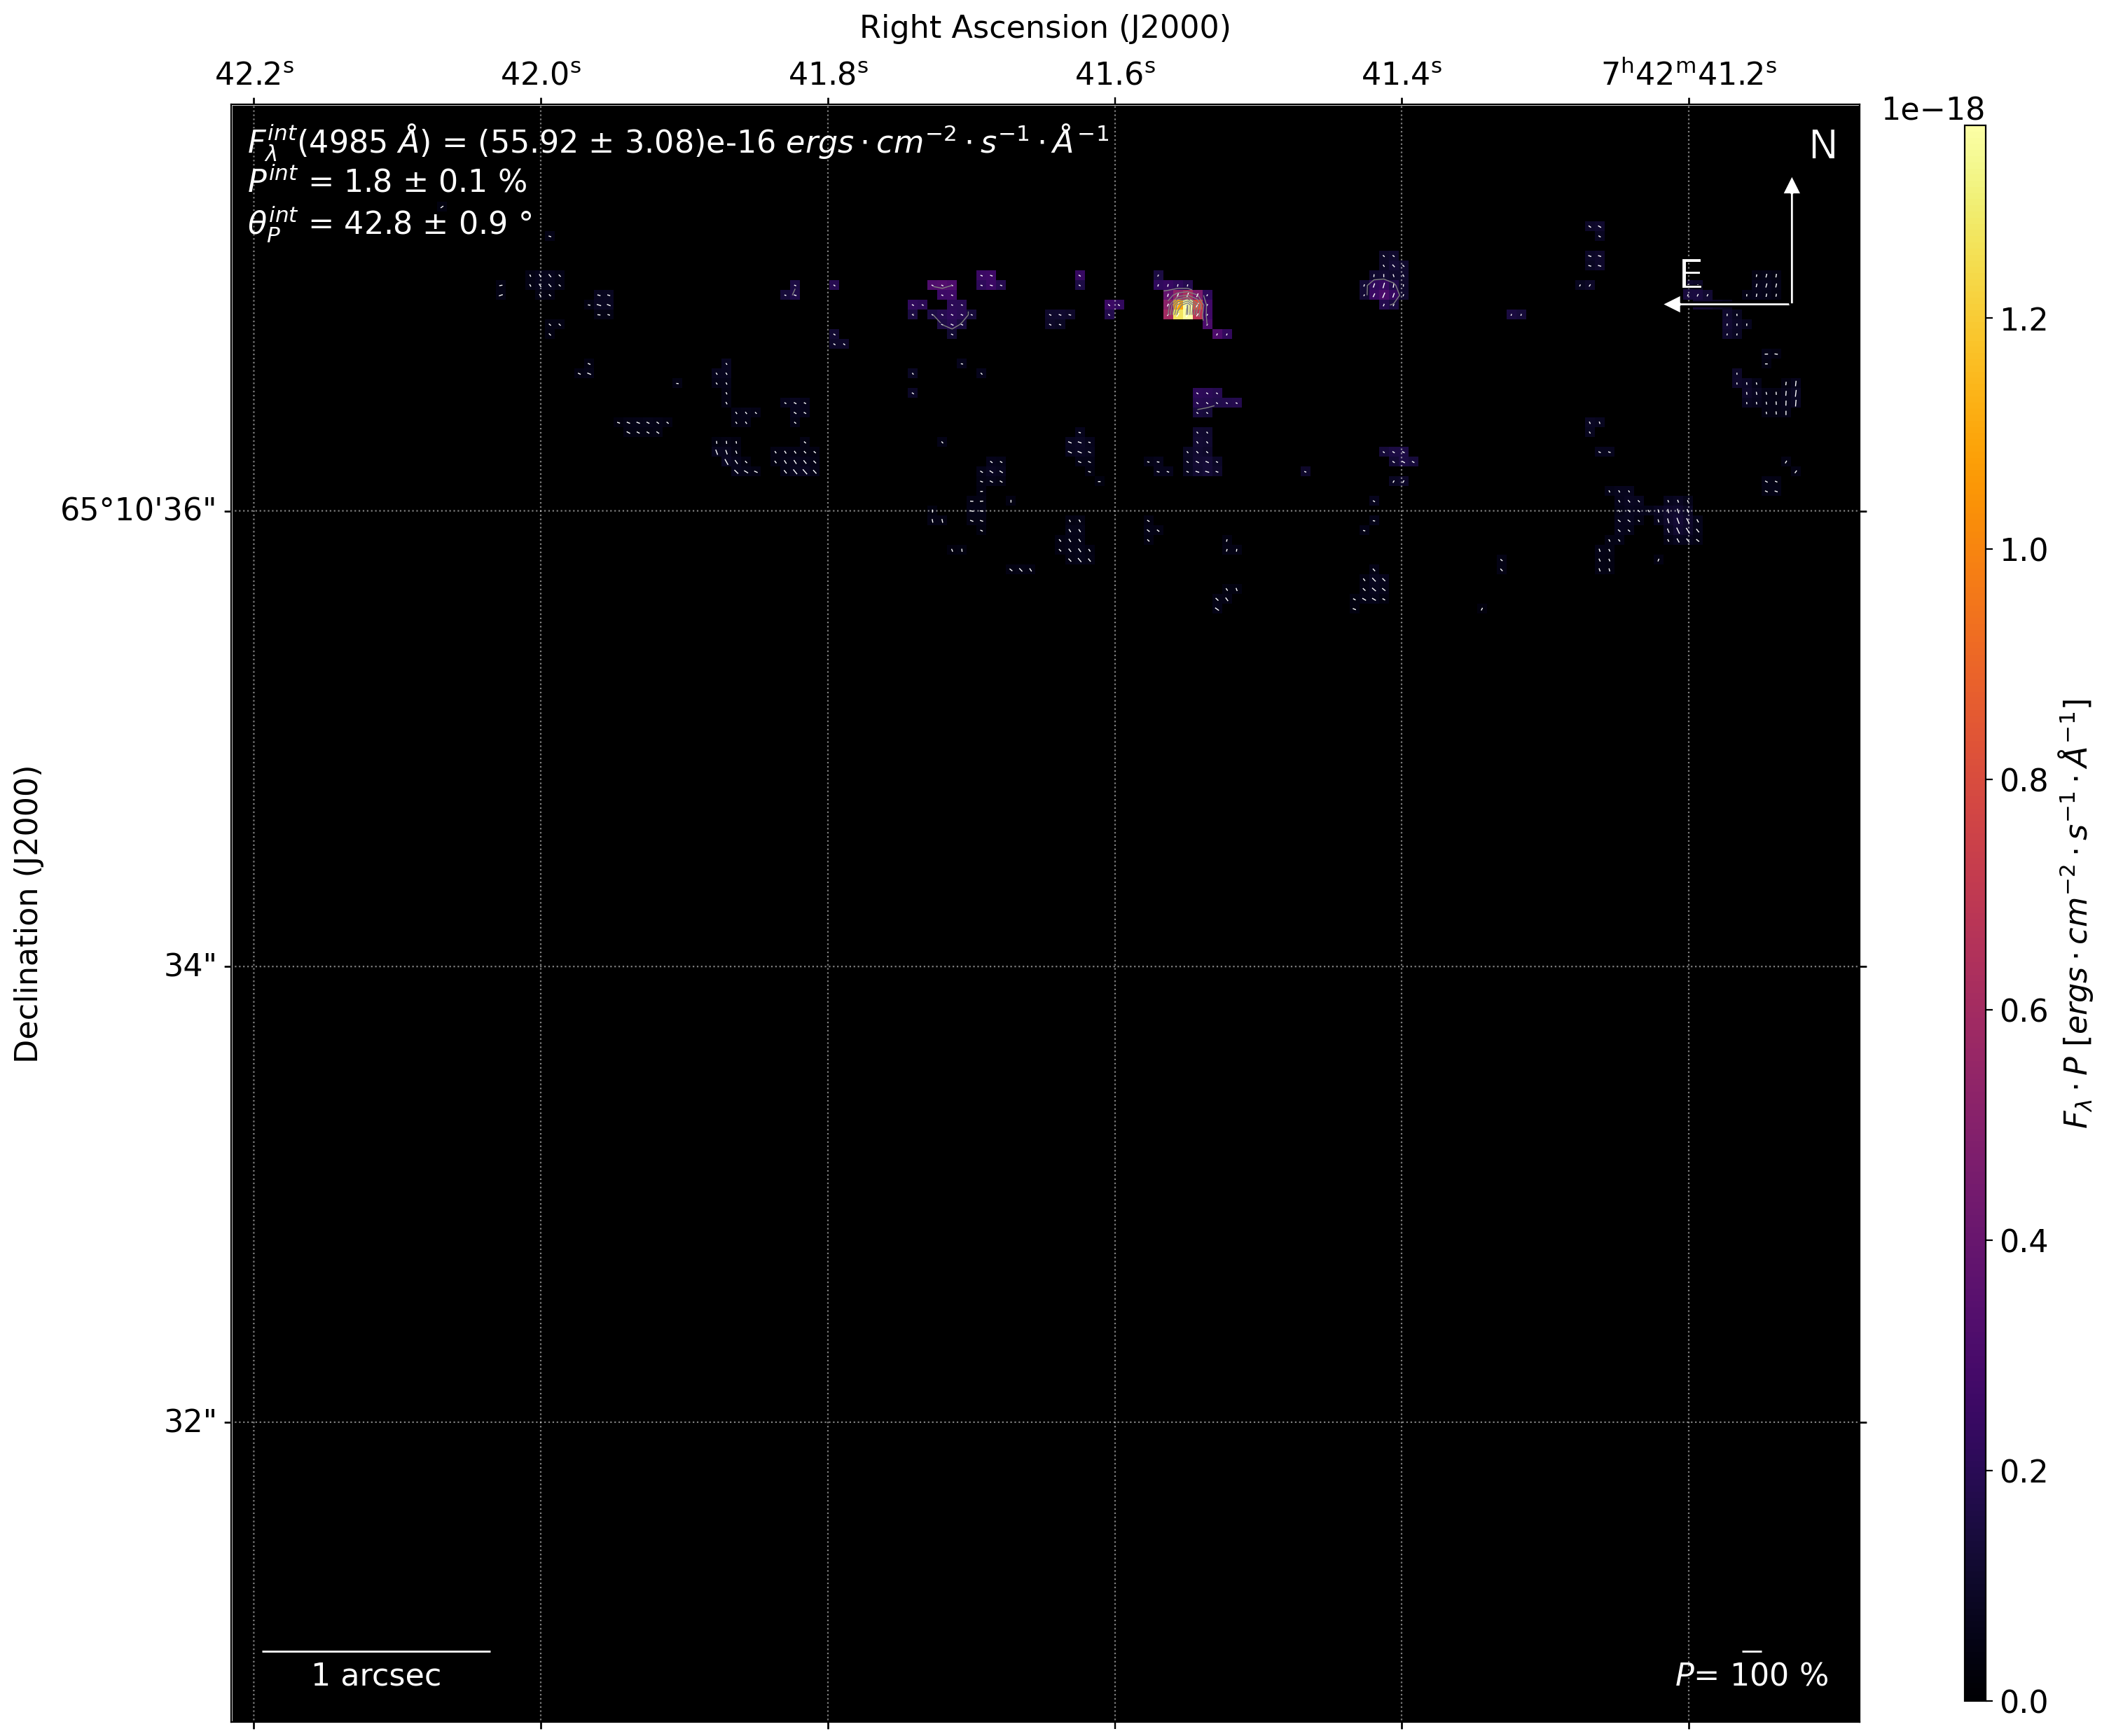 Right Ascension (J2000)
42.2ˢ 42.0ˢ 41.8ˢ 41.6ˢ 41.4ˢ 7ʰ42ᵐ41.2ˢ
1e−18
F_λ^int(4985 Å) = (55.92 ± 3.08)e-16 ergs · cm⁻² · s⁻¹ · Å⁻¹
P^int = 1.8 ± 0.1 %
θ_P^int = 42.8 ± 0.9 °
N
E
65°10'36"
34"
32"
Declination (J2000)
1 arcsec
P= 100 %
1.2
1.0
0.8
0.6
0.4
0.2
0.0
F_λ · P [ergs · cm⁻² · s⁻¹ · Å⁻¹]